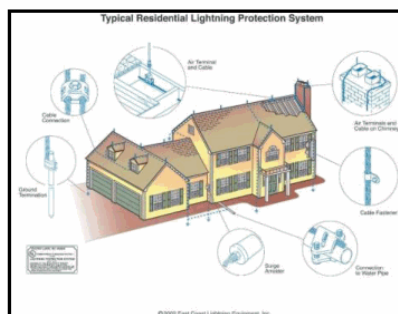 Typical Residential Lightning Protection System
Air Terminal
and Cable
Cable
Connection
Air Terminals
and Cable on Chimney
Ground
Termination
Cable Fastener
Surge
Arrester
Connection
to Water Pipe